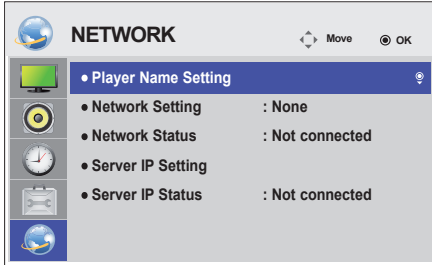 NETWORK Move OK
● Player Name Setting
● Network Setting : None
● Network Status : Not connected
● Server IP Setting
● Server IP Status : Not connected